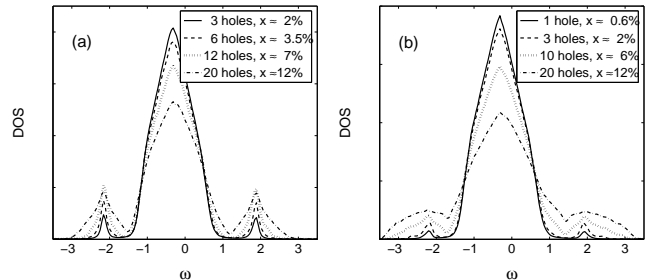 (a)
3 holes, x ≈ 2%
6 holes, x ≈ 3.5%
12 holes, x ≈ 7%
20 holes, x ≈12%
DOS
−3 −2 −1 0 1 2 3
ω
(b)
1 hole, x ≈ 0.6%
3 holes, x ≈ 2%
10 holes, x ≈ 6%
20 holes, x ≈12%
DOS
−3 −2 −1 0 1 2 3
ω